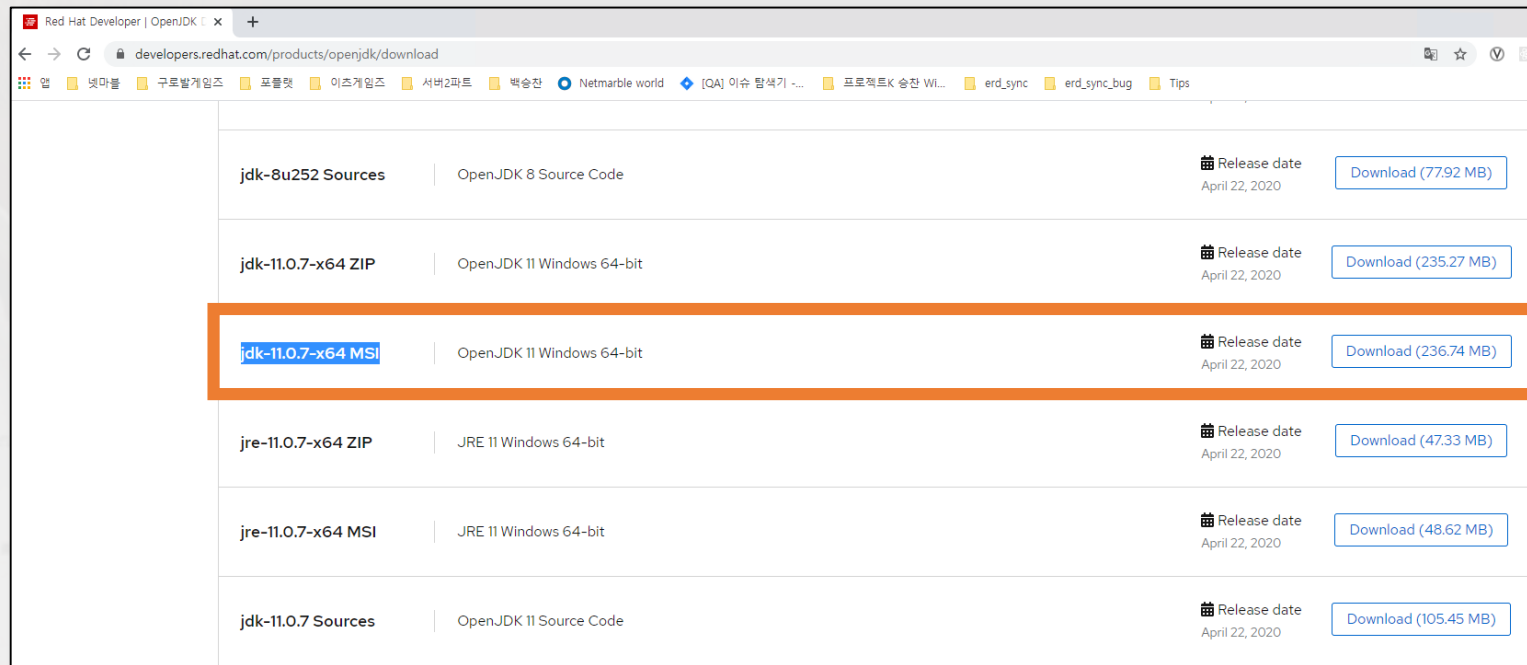 Red Hat Developer | OpenJDK
developers.redhat.com/products/openjdk/download
앱 넷마블 구로발게임즈 포플랫 이츠게임즈 서버2파트 백승찬 Netmarble world [QA] 이슈 탐색기 -... 프로젝트K 승찬 Wi... erd_sync erd_sync_bug Tips
jdk-8u252 Sources OpenJDK 8 Source Code Release date Download (77.92 MB)
April 22, 2020
jdk-11.0.7-x64 ZIP OpenJDK 11 Windows 64-bit Release date Download (235.27 MB)
April 22, 2020
jdk-11.0.7-x64 MSI OpenJDK 11 Windows 64-bit Release date Download (236.74 MB)
April 22, 2020
jre-11.0.7-x64 ZIP JRE 11 Windows 64-bit Release date Download (47.33 MB)
April 22, 2020
jre-11.0.7-x64 MSI JRE 11 Windows 64-bit Release date Download (48.62 MB)
April 22, 2020
jdk-11.0.7 Sources OpenJDK 11 Source Code Release date Download (105.45 MB)
April 22, 2020